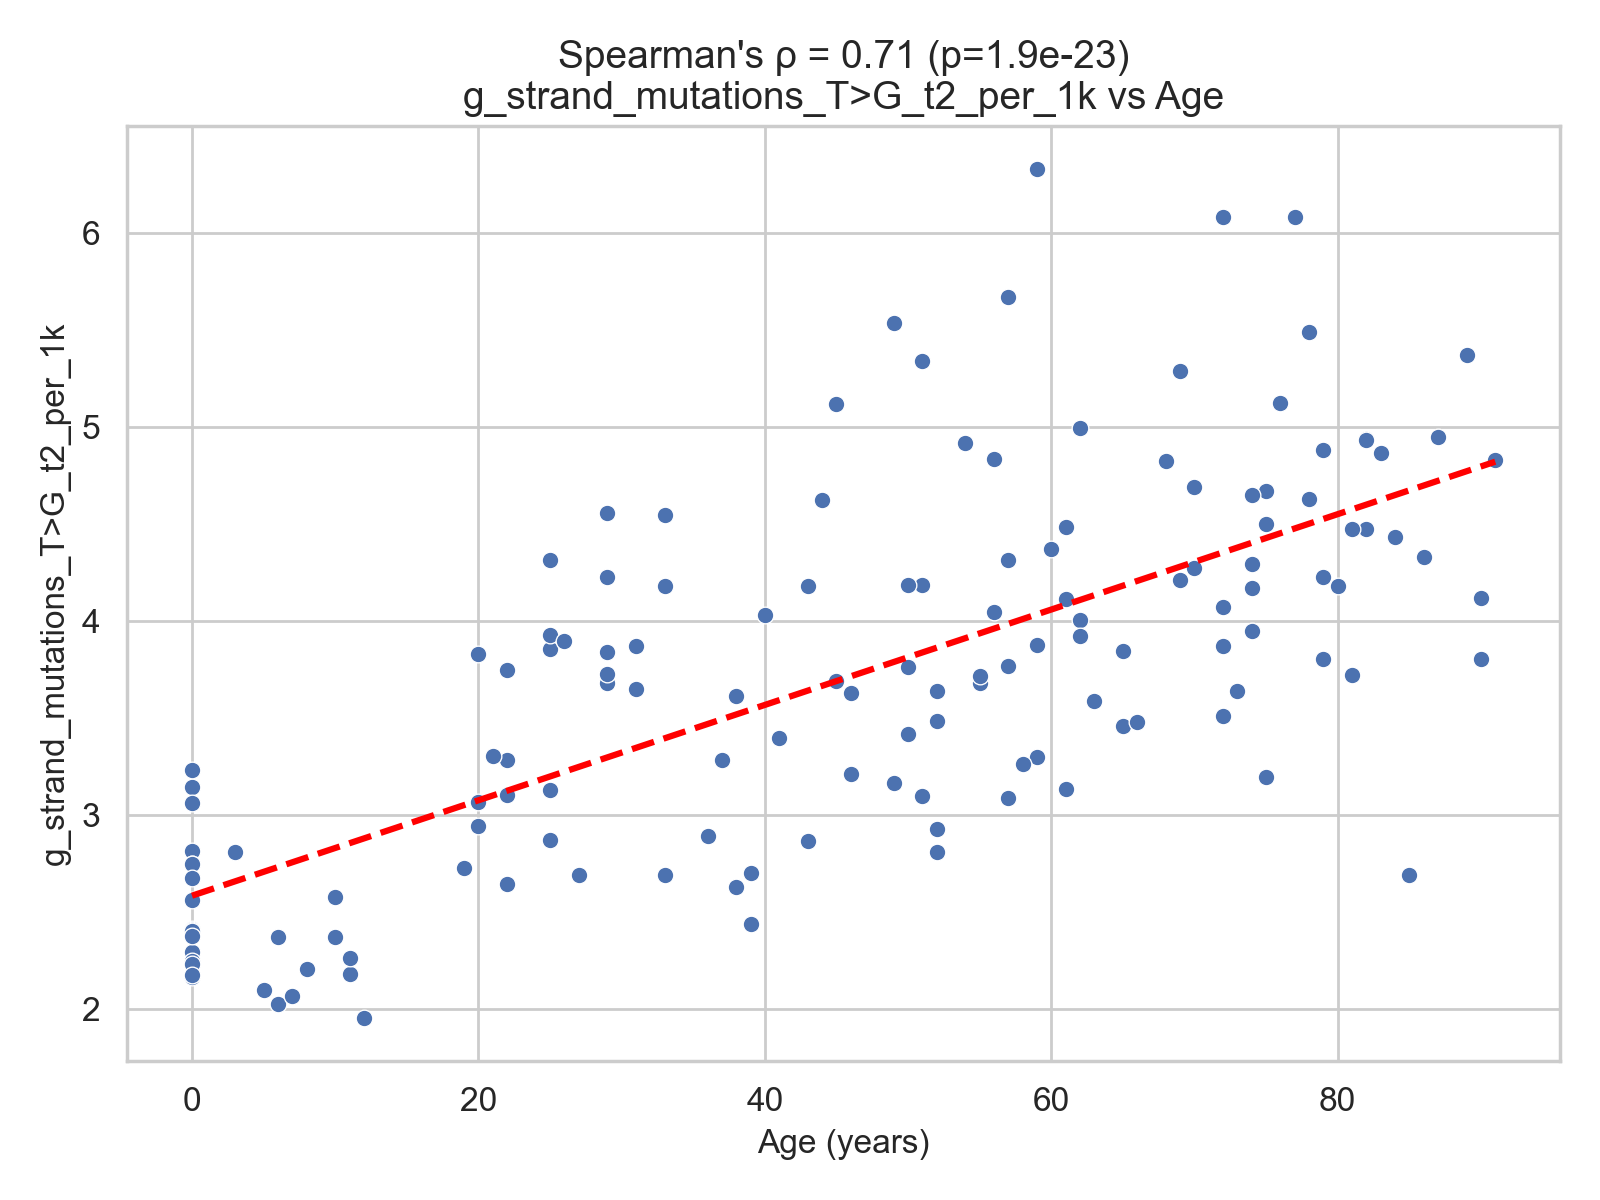 Spearman's ρ = 0.71 (p=1.9e-23)
g_strand_mutations_T>G_t2_per_1k vs Age
g_strand_mutations_T>G_t2_per_1k
6
5
4
3
2
0
20
40
60
80
Age (years)